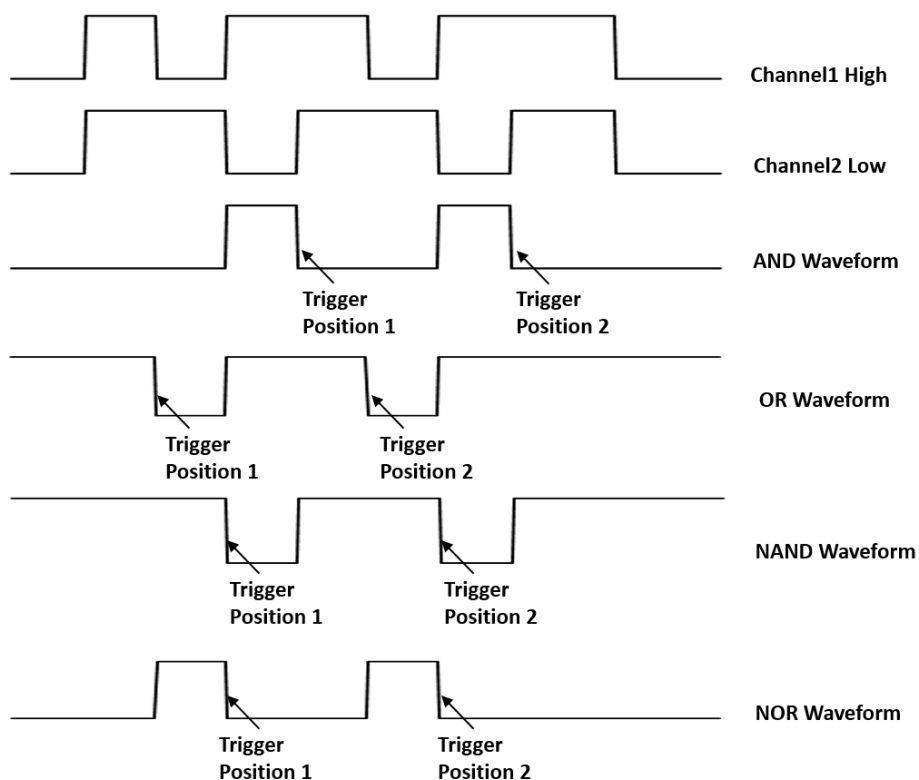 Channel1 High
Channel2 Low
AND Waveform
Trigger
Position 1
Trigger
Position 2
OR Waveform
Trigger
Position 1
Trigger
Position 2
NAND Waveform
Trigger
Position 1
Trigger
Position 2
NOR Waveform
Trigger
Position 1
Trigger
Position 2